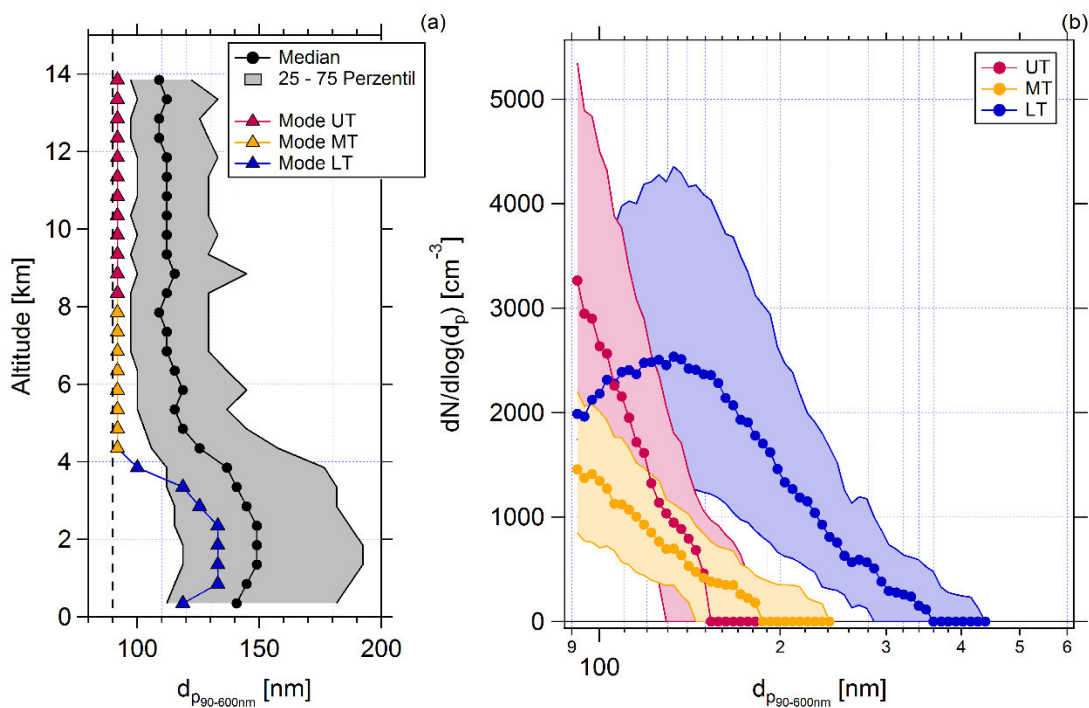 (a)
Altitude [km]
14
12
10
8
6
4
2
0
Median
25 - 75 Perzentil
Mode UT
Mode MT
Mode LT
100
150
200
dp90-600nm [nm]
(b)
dN/dlog(dp) [cm-3]
5000
4000
3000
2000
1000
0
UT
MT
LT
9
100
2
3
4
5
6
dp90-600nm [nm]